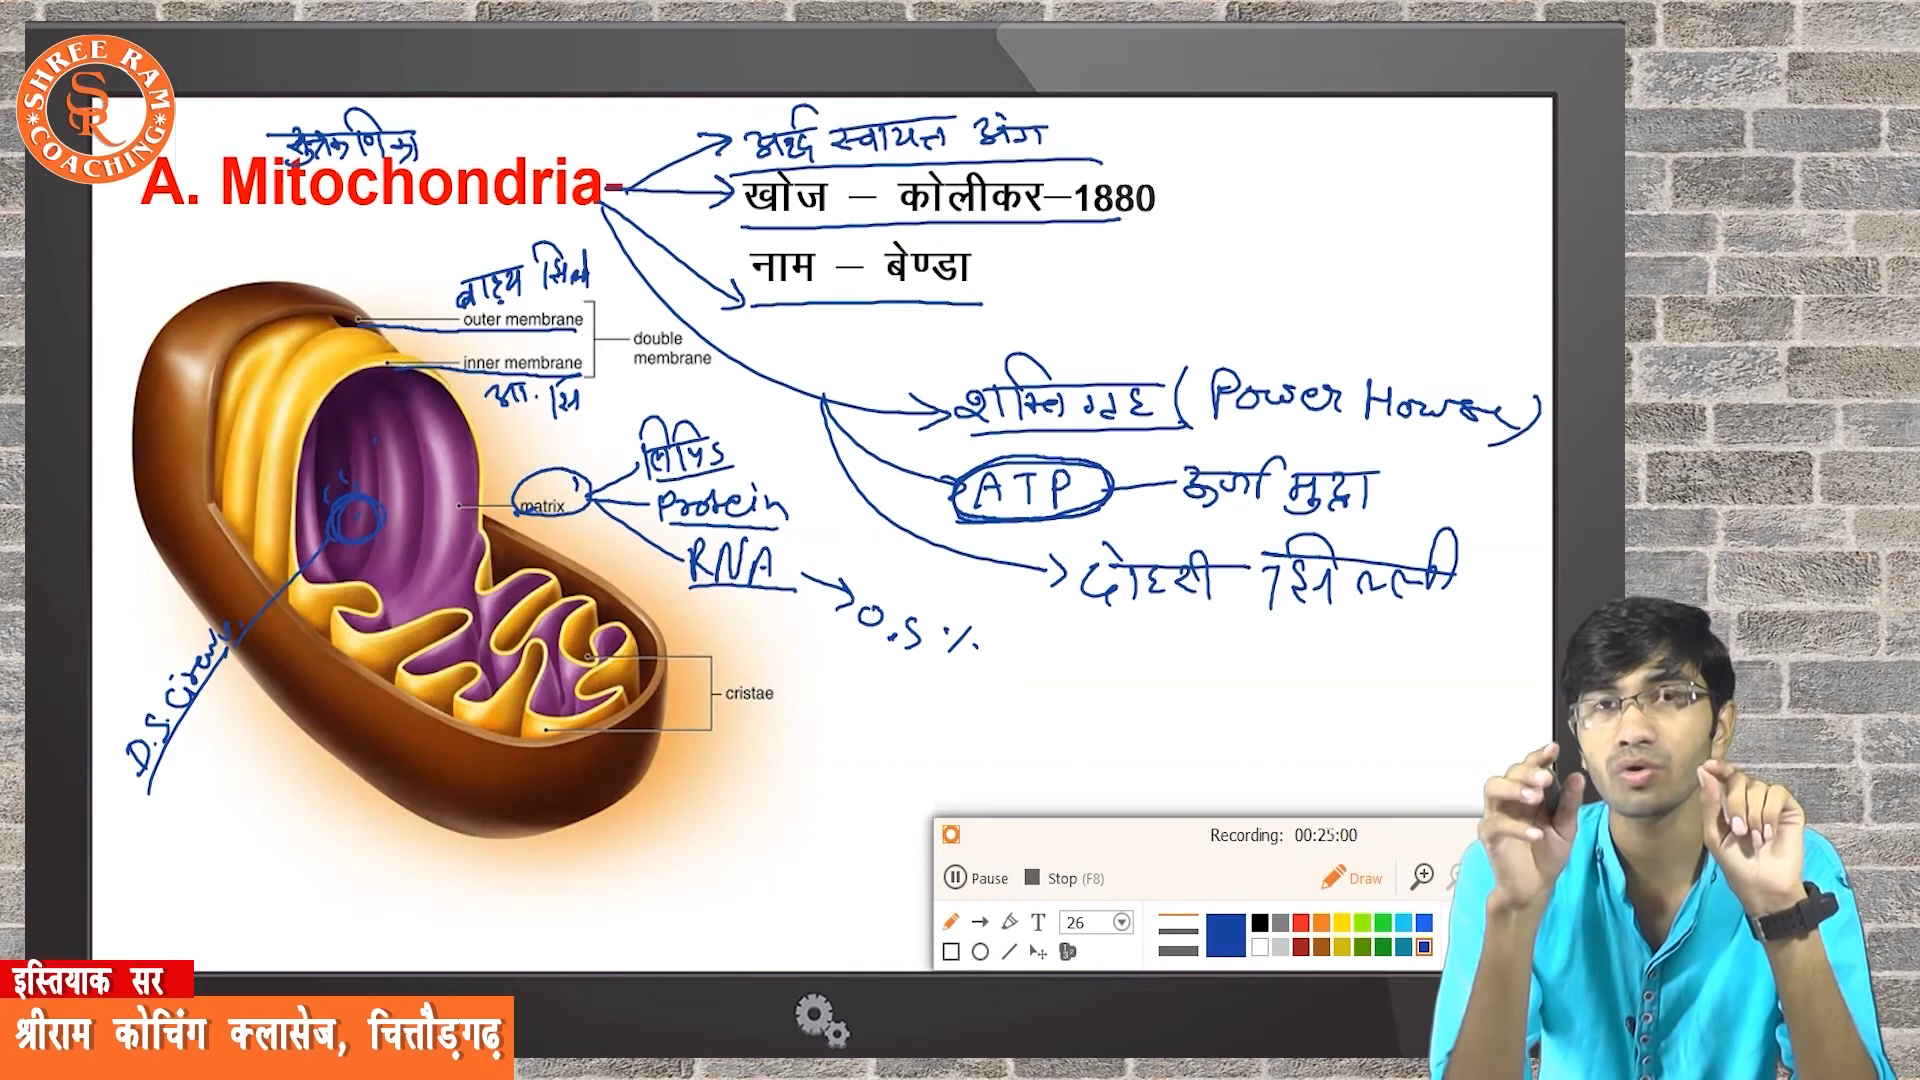 SHREE RAM
COACHING
SRC
सूत्रकणिका
A. Mitochondria-
अर्द्ध स्वायत्त अंग
खोज – कोलीकर–1880
नाम – बेण्डा
बाह्य
outer membrane
inner membrane
double
membrane
matrix
लिपिड
Protein
RNA
0.5 %
शक्ति गृह (Power House)
ATP
ऊर्जा मुद्रा
दोहरी झिल्ली
cristae
Recording: 00:25:00
Pause
Stop (F8)
Draw
T
26
इस्तियाक सर
श्रीराम कोचिंग क्लासेज, चित्तौड़गढ़